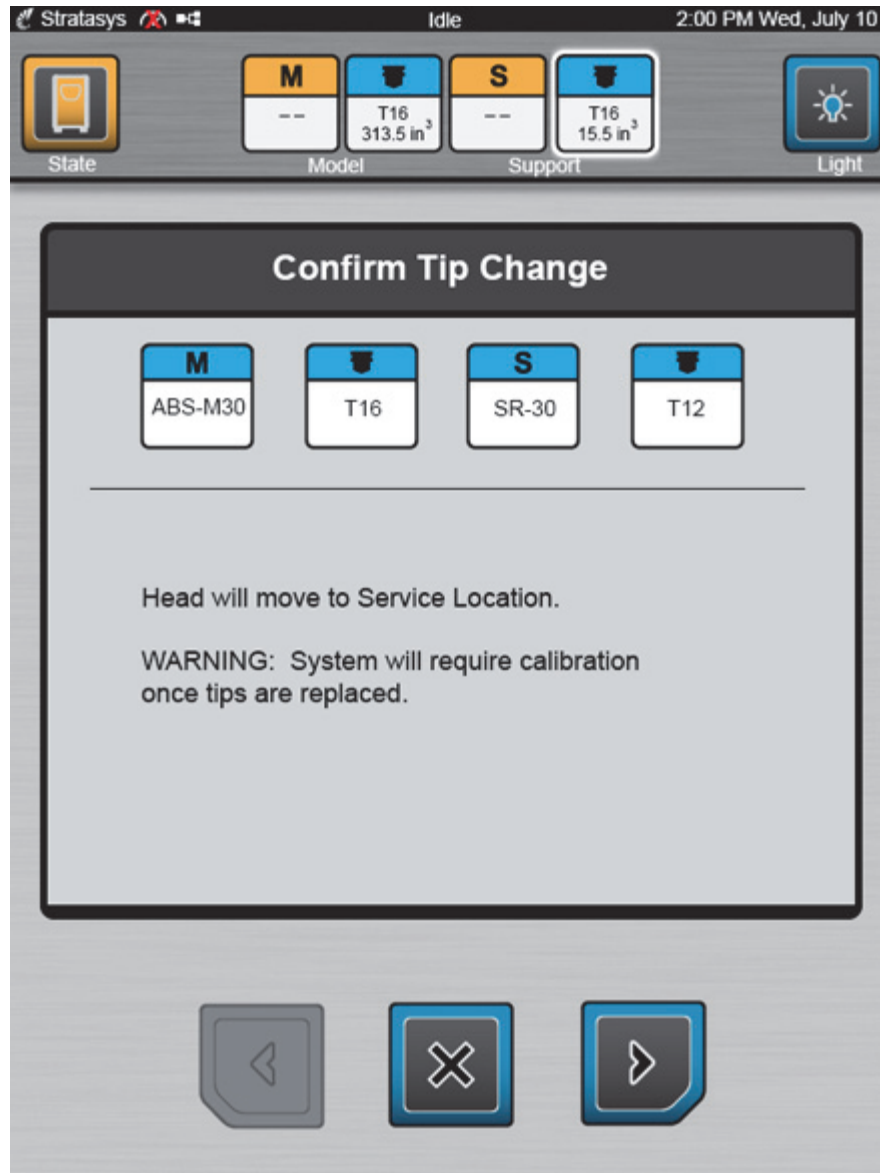 Stratasys Idle 2:00 PM Wed, July 10
M S
-- T16 -- T16
313.5 in³ 15.5 in³
State Model Support Light
Confirm Tip Change
M S
ABS-M30 T16 SR-30 T12
Head will move to Service Location.
WARNING: System will require calibration
once tips are replaced.